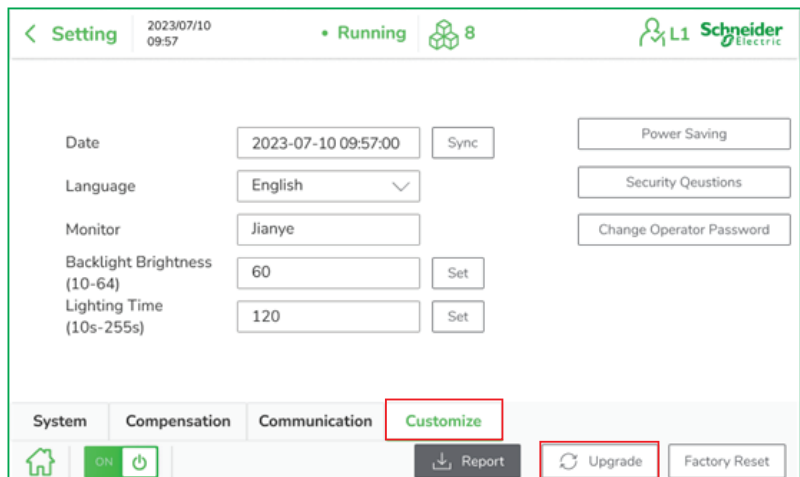 Setting
2023/07/10
09:57
• Running
8
L1
Schneider
Electric
Date
2023-07-10 09:57:00
Sync
Power Saving
Language
English
Security Qeustions
Monitor
Jianye
Change Operator Password
Backlight Brightness
(10-64)
60
Set
Lighting Time
(10s-255s)
120
Set
System
Compensation
Communication
Customize
ON
Report
Upgrade
Factory Reset